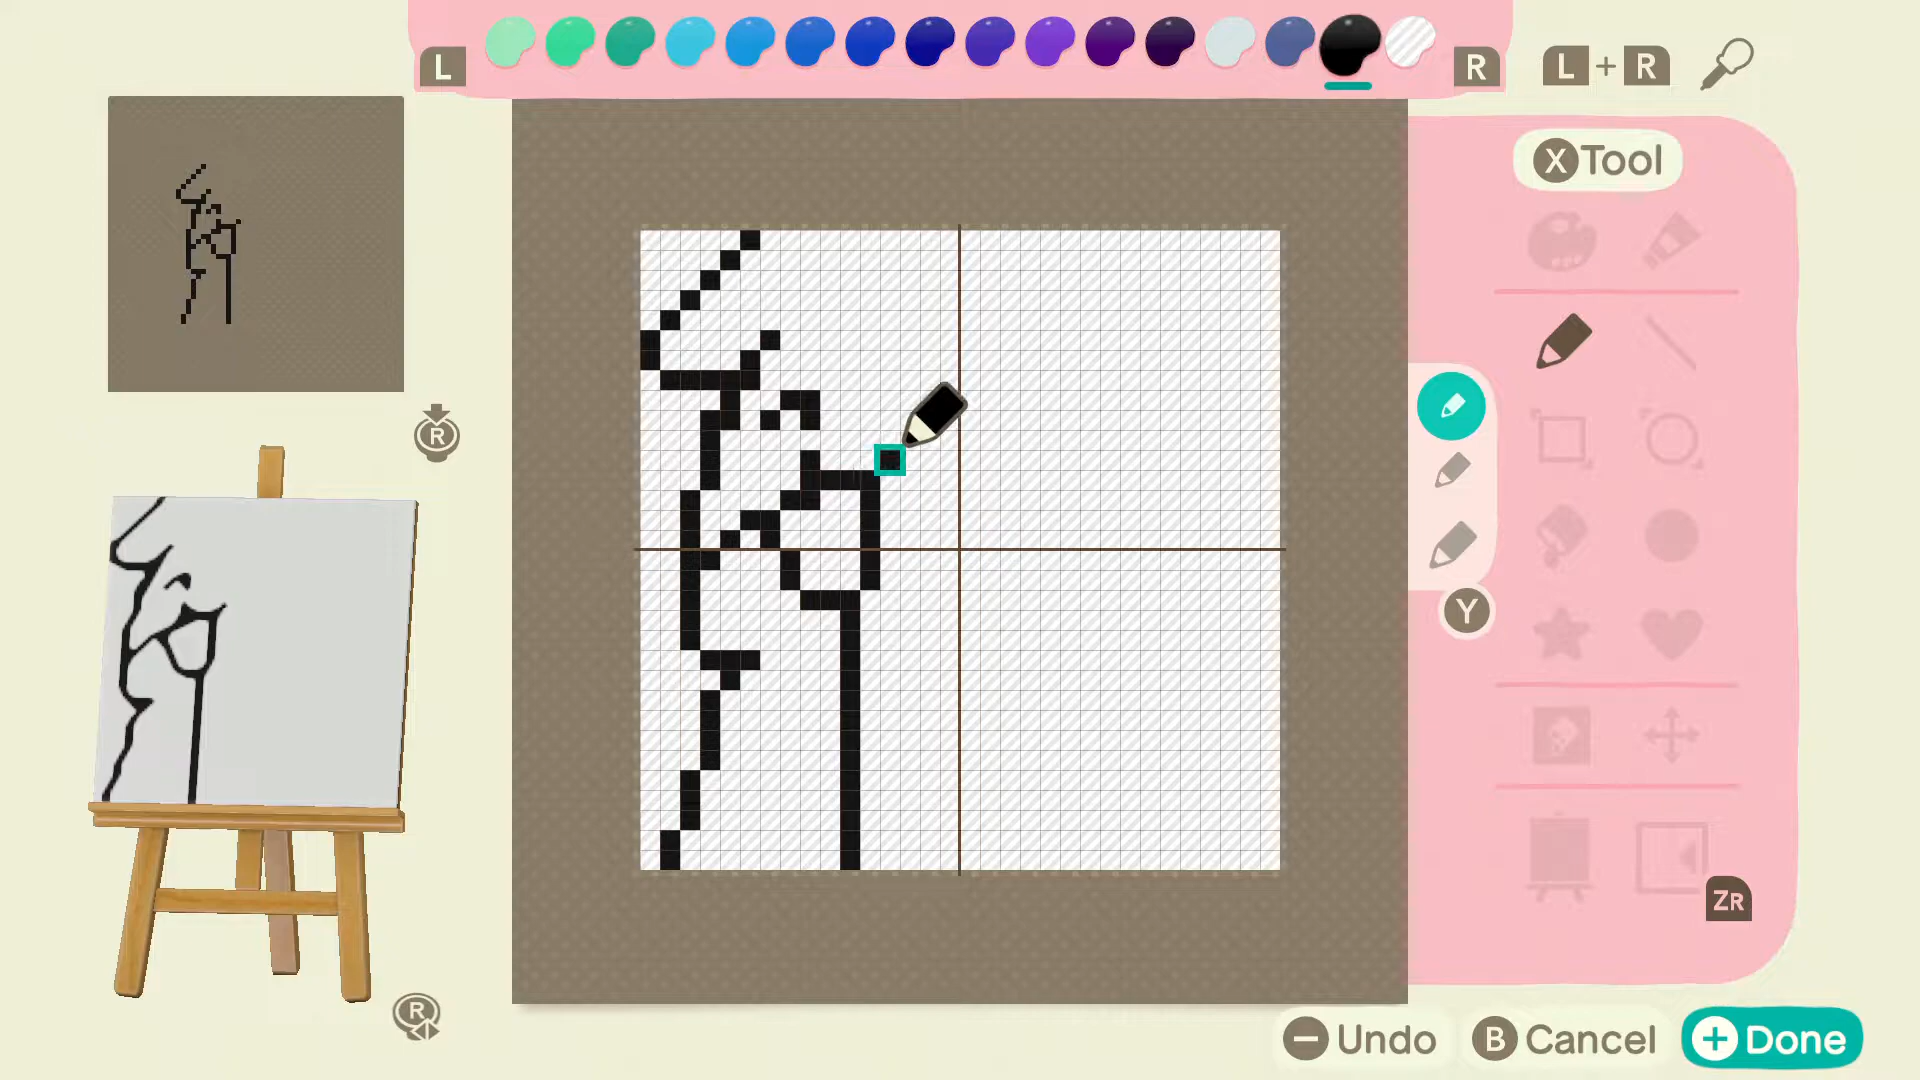 L
R
L + R
X Tool
R
Y
ZR
R
Undo
B Cancel
+ Done